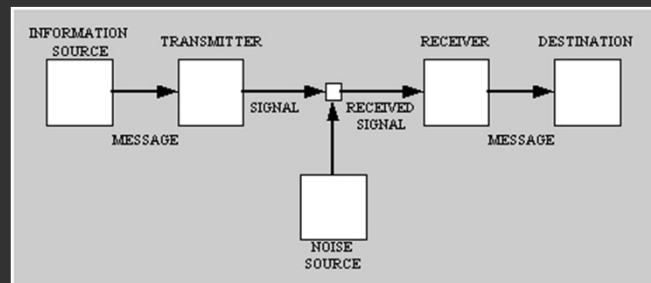 INFORMATION
SOURCE
TRANSMITTER
RECEIVER
DESTINATION
SIGNAL
RECEIVED
SIGNAL
MESSAGE
MESSAGE
NOISE
SOURCE